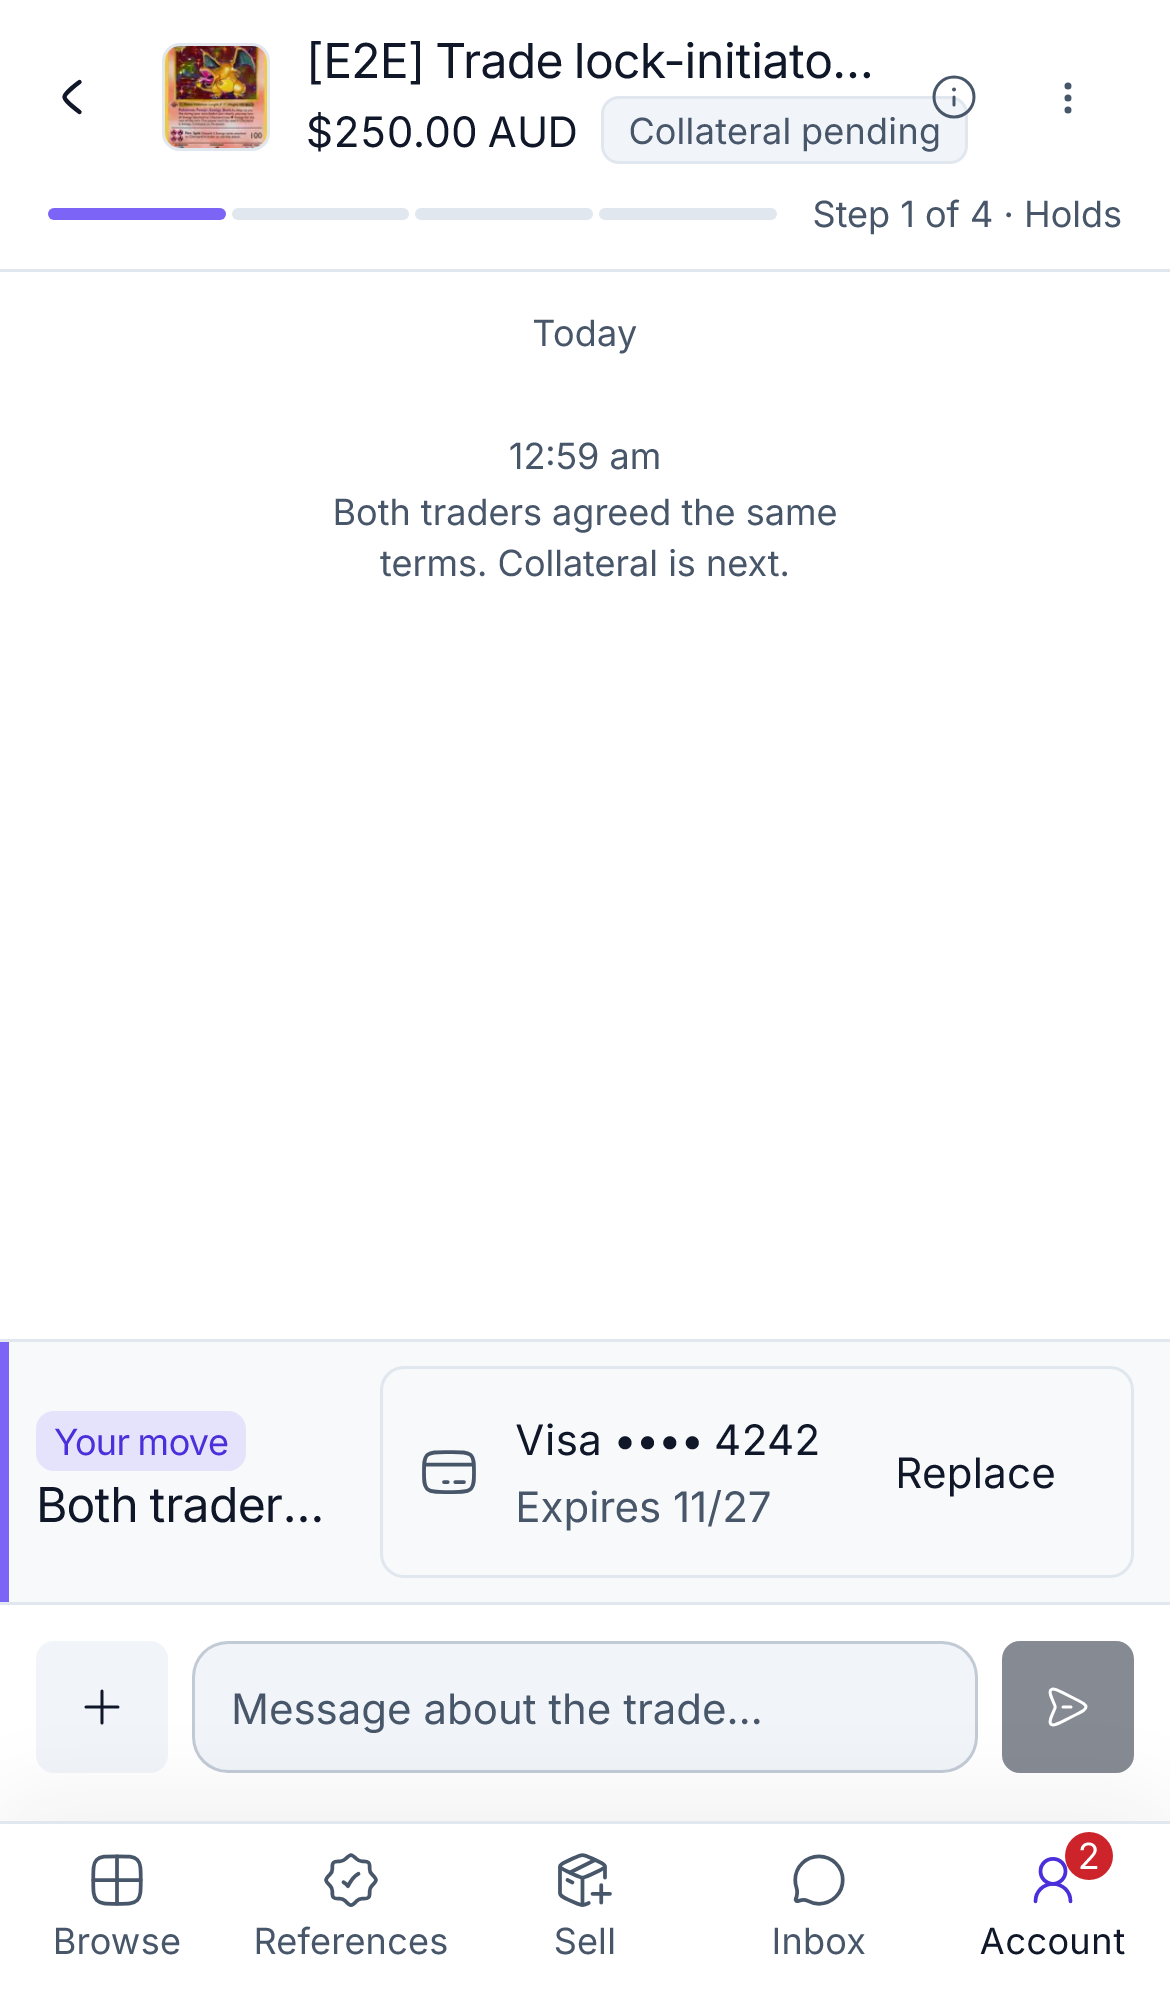 [E2E] Trade lock-initiato...
$250.00 AUD
Collateral pending
Step 1 of 4 · Holds
Today
12:59 am
Both traders agreed the same
terms. Collateral is next.
Your move
Both trader...
Visa •••• 4242
Expires 11/27
Replace
Message about the trade...
Browse
References
Sell
Inbox
2
Account